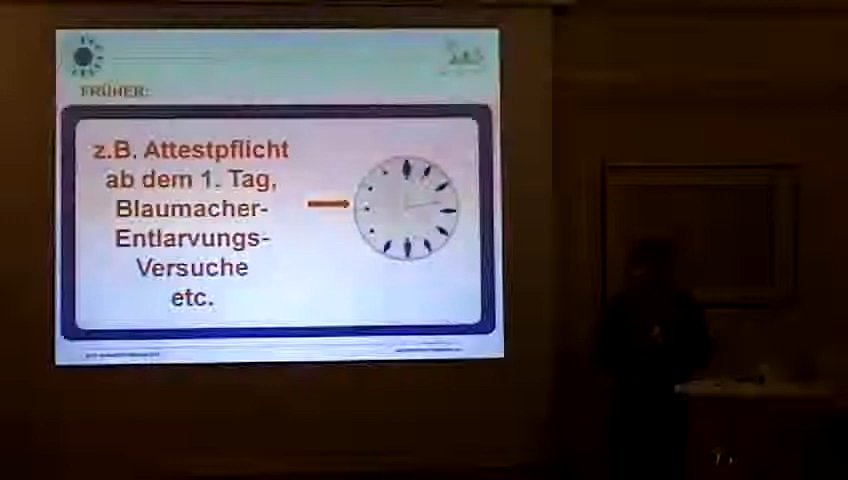 FRÜHER:
z.B. Attestpflicht
ab dem 1. Tag,
Blaumacher-
Entlarvungs-
Versuche
etc.